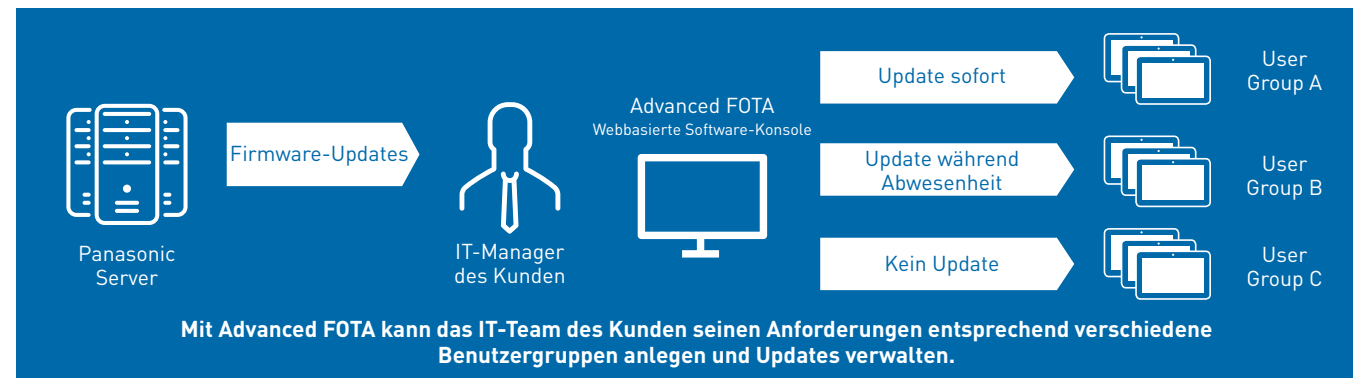 Panasonic
Server
Firmware-Updates
IT-Manager
des Kunden
Advanced FOTA
Webbasierte Software-Konsole
Update sofort
User
Group A
Update während
Abwesenheit
User
Group B
Kein Update
User
Group C
Mit Advanced FOTA kann das IT-Team des Kunden seinen Anforderungen entsprechend verschiedene
Benutzergruppen anlegen und Updates verwalten.